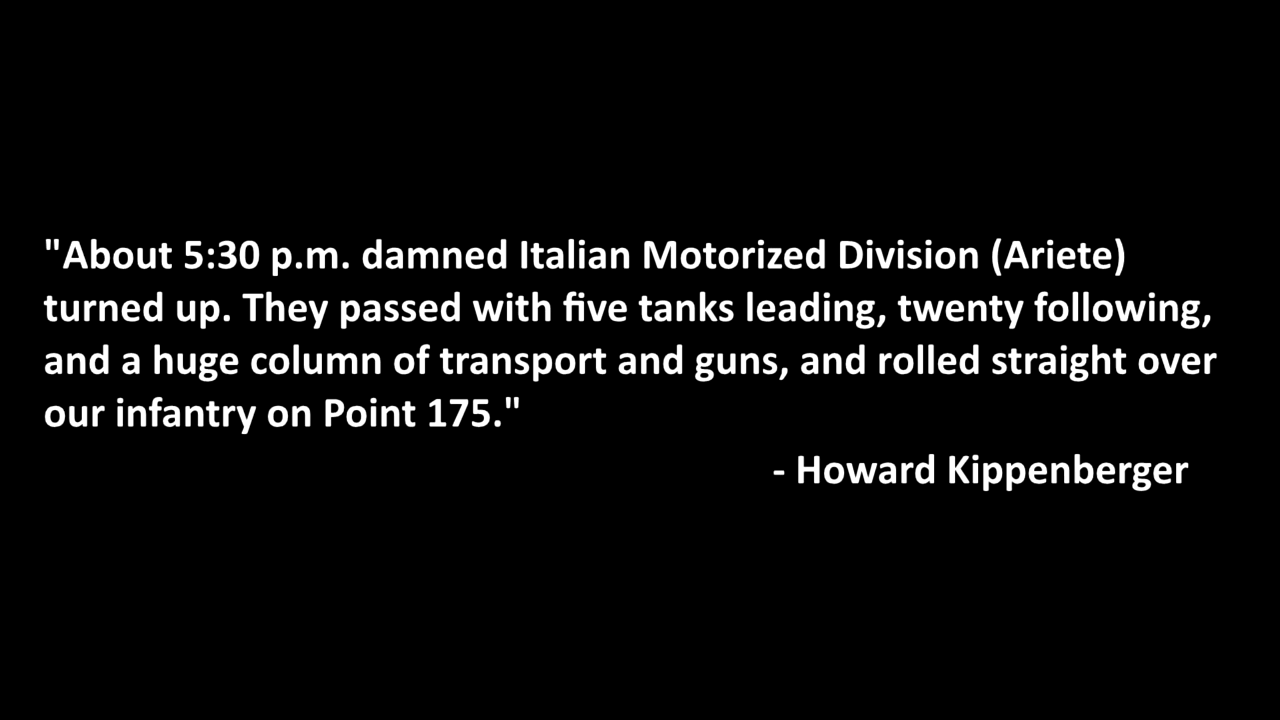 "About 5:30 p.m. damned Italian Motorized Division (Ariete)
turned up. They passed with five tanks leading, twenty following,
and a huge column of transport and guns, and rolled straight over
our infantry on Point 175."
- Howard Kippenberger